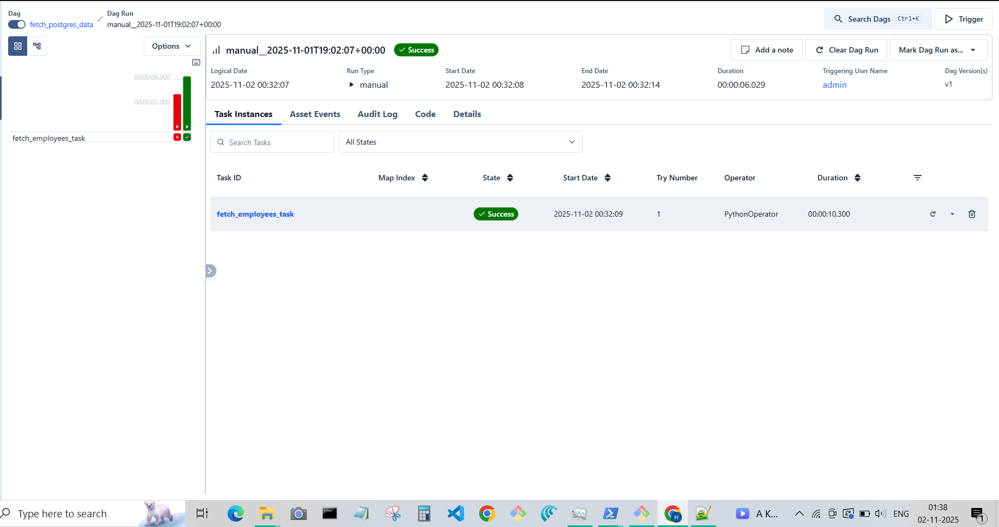 Dag
fetch_postgres_data
/
Dag Run
manual__2025-11-01T19:02:07+00:00
Search Dags Ctrl+K
Trigger
Options
00:00:06.000
00:00:03.000
fetch_employees_task
manual__2025-11-01T19:02:07+00:00 Success
Add a note
Clear Dag Run
Mark Dag Run as...
Logical Date Run Type Start Date End Date Duration Triggering User Name Dag Version(s)
2025-11-02 00:32:07 manual 2025-11-02 00:32:08 2025-11-02 00:32:14 00:00:06.029 admin v1
Task Instances Asset Events Audit Log Code Details
Search Tasks
All States
Task ID Map Index State Start Date Try Number Operator Duration
fetch_employees_task Success 2025-11-02 00:32:09 1 PythonOperator 00:00:10.300
Type here to search
H
A K...
ENG
01:38
02-11-2025
1